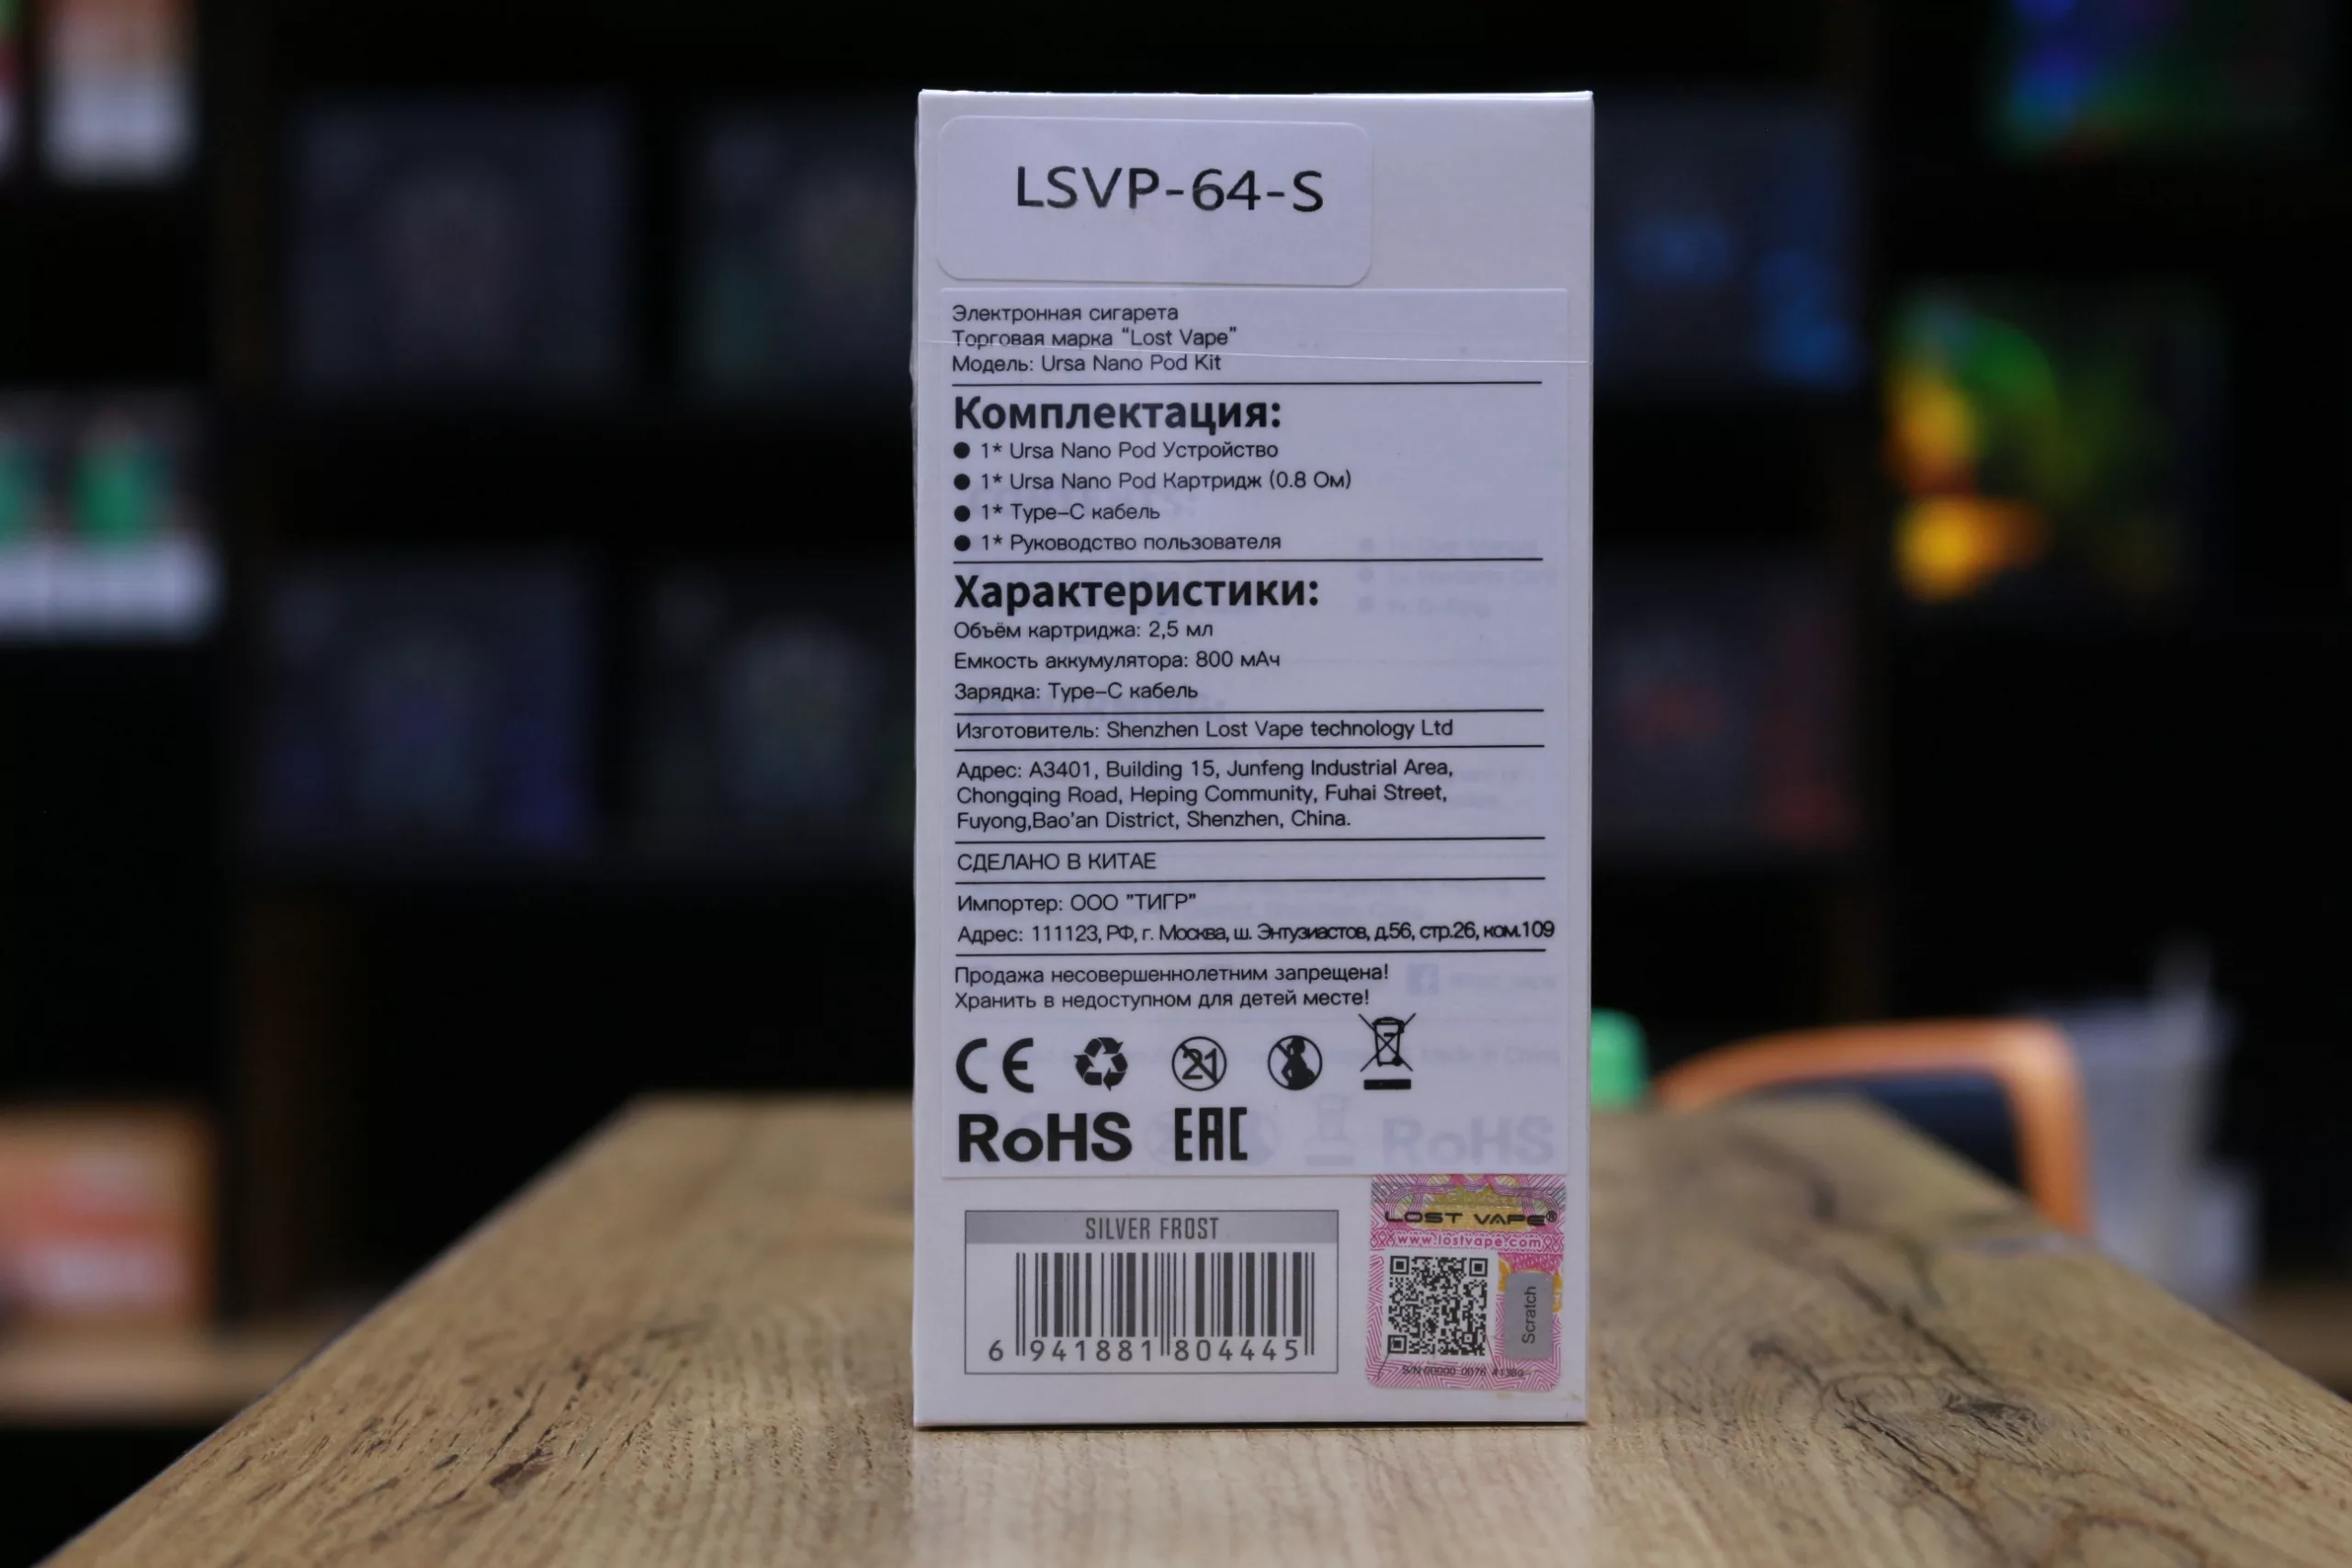 LSVP-64-S
Электронная сигарета
Торговая марка “Lost Vape”
Модель: Ursa Nano Pod Kit
Комплектация:
● 1* Ursa Nano Pod Устройство
● 1* Ursa Nano Pod Картридж (0.8 Ом)
● 1* Type-C кабель
● 1* Руководство пользователя
Характеристики:
Объём картриджа: 2,5 мл
Емкость аккумулятора: 800 мАч
Зарядка: Type-C кабель
Изготовитель: Shenzhen Lost Vape technology Ltd
Адрес: A3401, Building 15, Junfeng Industrial Area,
Chongqing Road, Heping Community, Fuhai Street,
Fuyong,Bao'an District, Shenzhen, China.
СДЕЛАНО В КИТАЕ
Импортер: ООО "ТИГР"
Адрес: 111123, РФ, г. Москва, ш. Энтузиастов, д.56, стр.26, ком.109
Продажа несовершеннолетним запрещена!
Хранить в недоступном для детей месте!
CE 21
RoHS EAC RoHS
SILVER FROST
6 941881 804445
LOST VAPE®
www.lostvape.com
Scratch
S/N 00000 0076